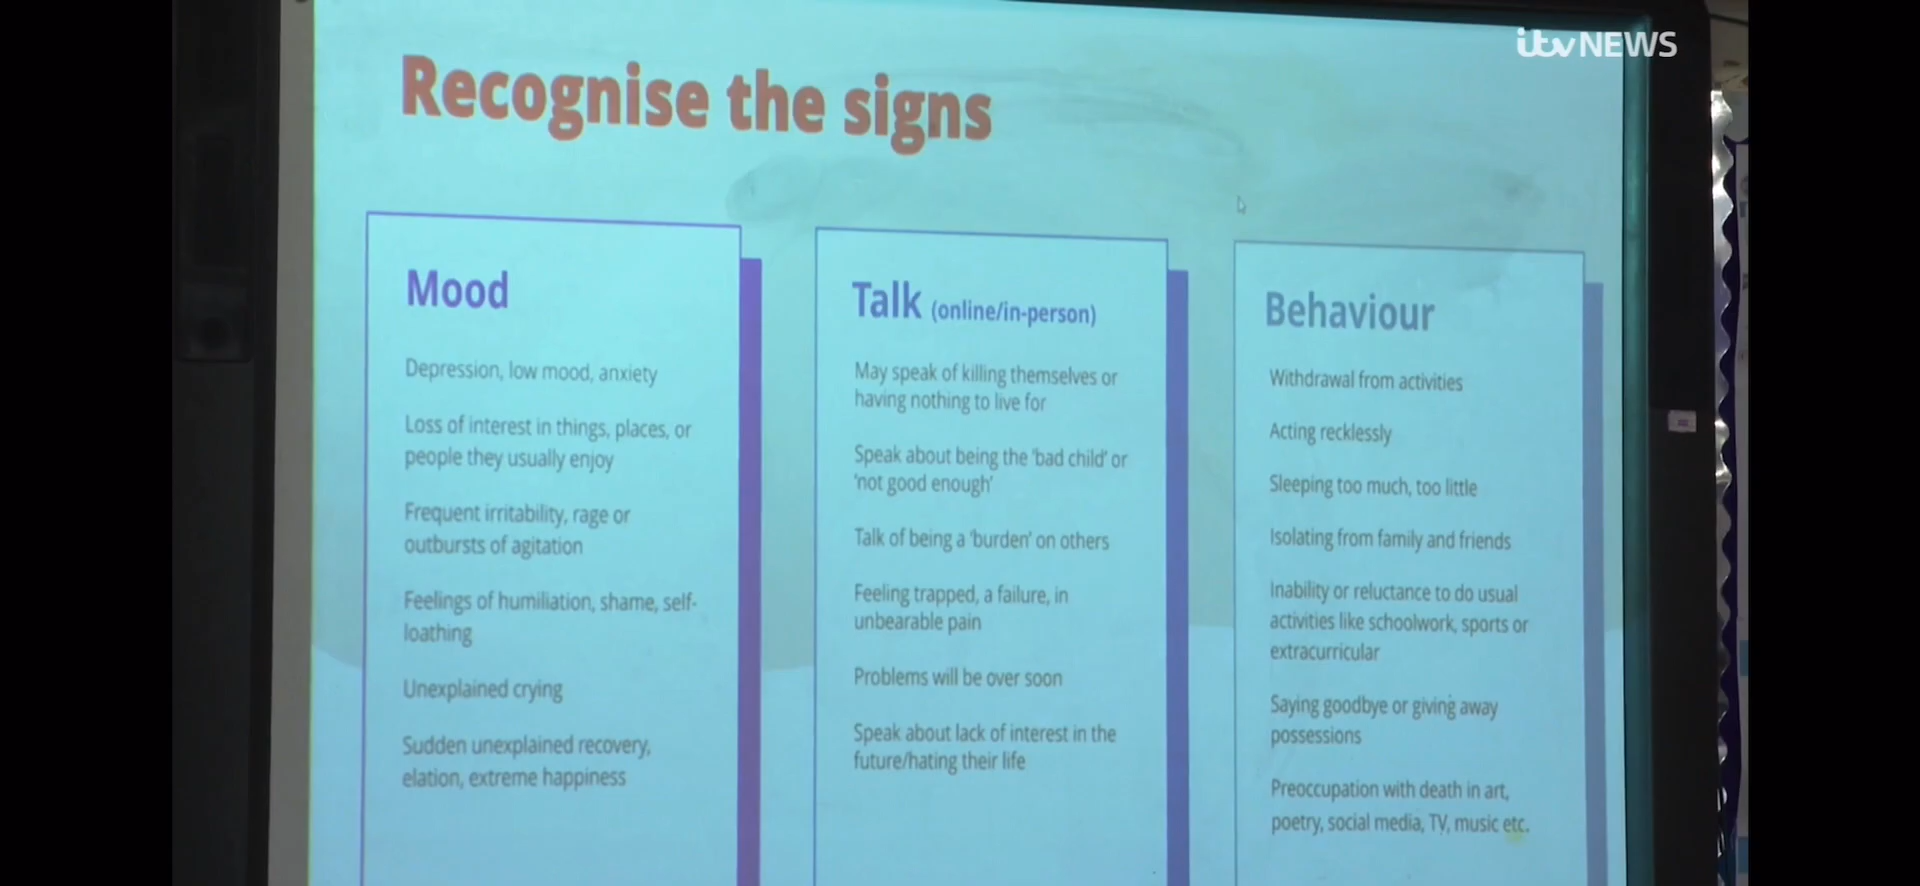 itv NEWS
Recognise the signs
Mood
Depression, low mood, anxiety
Loss of interest in things, places, or
people they usually enjoy
Frequent irritability, rage or
outbursts of agitation
Feelings of humiliation, shame, self-
loathing
Unexplained crying
Sudden unexplained recovery,
elation, extreme happiness
Talk (online/in-person)
May speak of killing themselves or
having nothing to live for
Speak about being the 'bad child' or
'not good enough'
Talk of being a 'burden' on others
Feeling trapped, a failure, in
unbearable pain
Problems will be over soon
Speak about lack of interest in the
future/hating their life
Behaviour
Withdrawal from activities
Acting recklessly
Sleeping too much, too little
Isolating from family and friends
Inability or reluctance to do usual
activities like schoolwork, sports or
extracurricular
Saying goodbye or giving away
possessions
Preoccupation with death in art,
poetry, social media, TV, music etc.